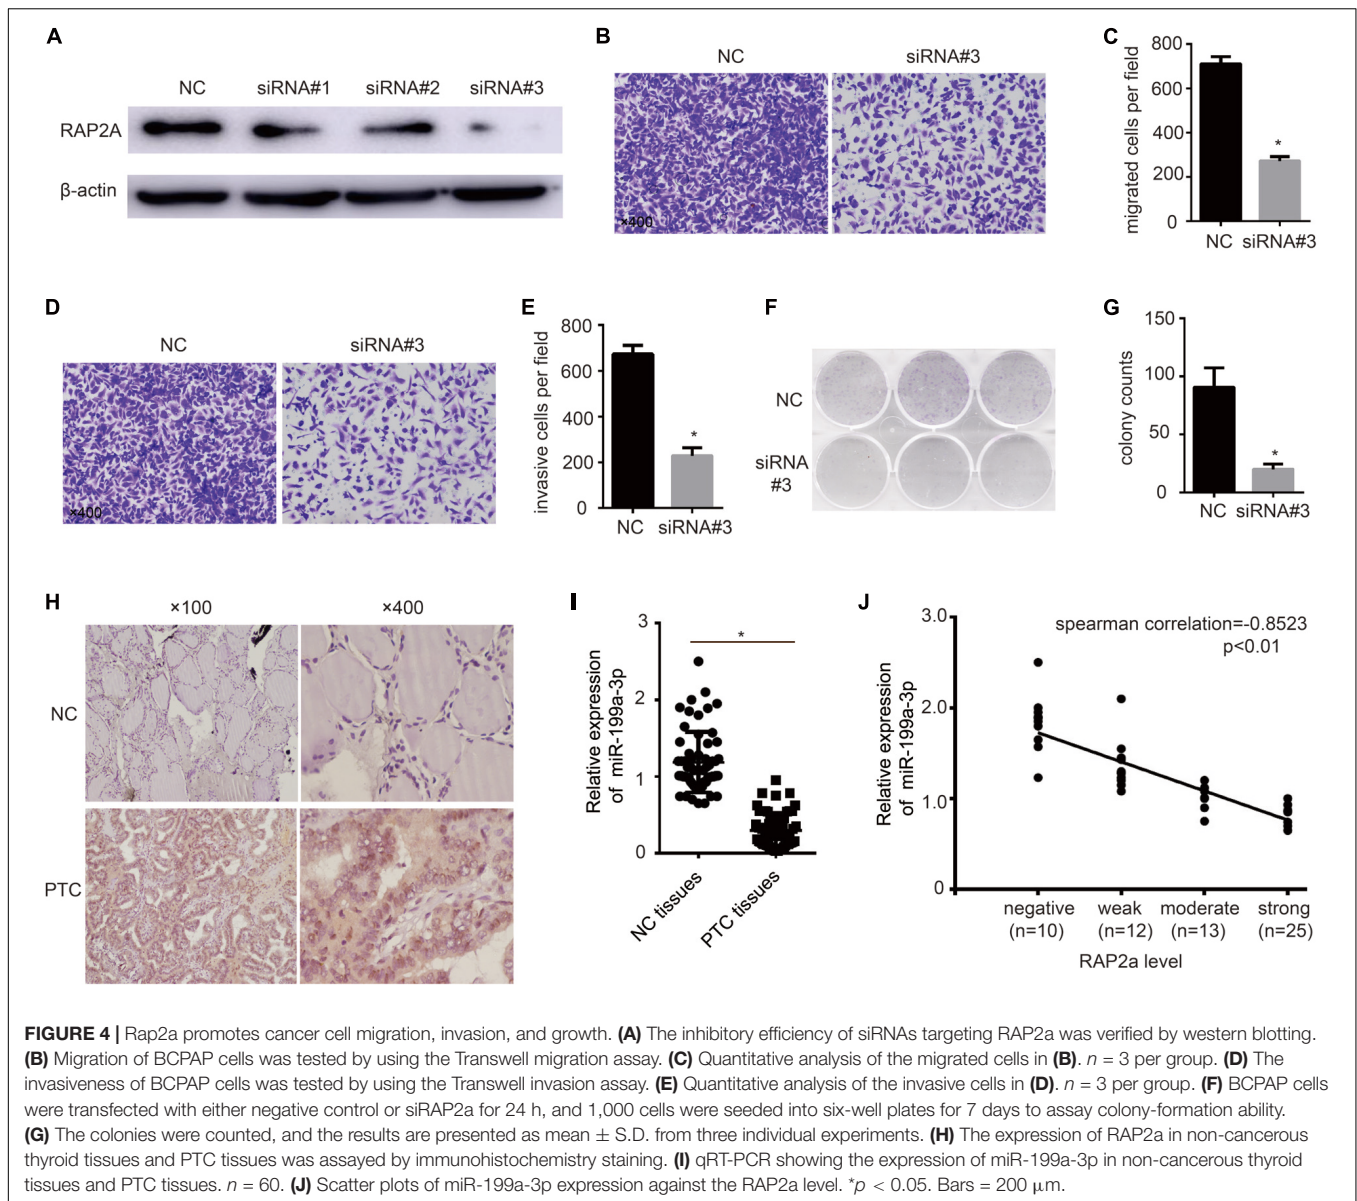 A
NC siRNA#1 siRNA#2 siRNA#3
RAP2A
β-actin
B
NC siRNA#3
×400
C
migrated cells per field
800
600
400
200
0
*
NC siRNA#3
D
NC siRNA#3
×400
E
invasive cells per field
800
600
400
200
0
*
NC siRNA#3
F
NC
siRNA
#3
G
colony counts
150
100
50
0
*
NC siRNA#3
H
×100 ×400
NC
PTC
I
Relative expression
of miR-199a-3p
3
2
1
0
*
NC tissues
PTC tissues
J
Relative expression
of miR-199a-3p
3.0
2.0
1.0
0
spearman correlation=-0.8523
p<0.01
negative weak moderate strong
(n=10) (n=12) (n=13) (n=25)
RAP2a level
FIGURE 4 | Rap2a promotes cancer cell migration, invasion, and growth. (A) The inhibitory efficiency of siRNAs targeting RAP2a was verified by western blotting.
(B) Migration of BCPAP cells was tested by using the Transwell migration assay. (C) Quantitative analysis of the migrated cells in (B). n = 3 per group. (D) The
invasiveness of BCPAP cells was tested by using the Transwell invasion assay. (E) Quantitative analysis of the invasive cells in (D). n = 3 per group. (F) BCPAP cells
were transfected with either negative control or siRAP2a for 24 h, and 1,000 cells were seeded into six-well plates for 7 days to assay colony-formation ability.
(G) The colonies were counted, and the results are presented as mean ± S.D. from three individual experiments. (H) The expression of RAP2a in non-cancerous
thyroid tissues and PTC tissues was assayed by immunohistochemistry staining. (I) qRT-PCR showing the expression of miR-199a-3p in non-cancerous thyroid
tissues and PTC tissues. n = 60. (J) Scatter plots of miR-199a-3p expression against the RAP2a level. *p < 0.05. Bars = 200 μm.